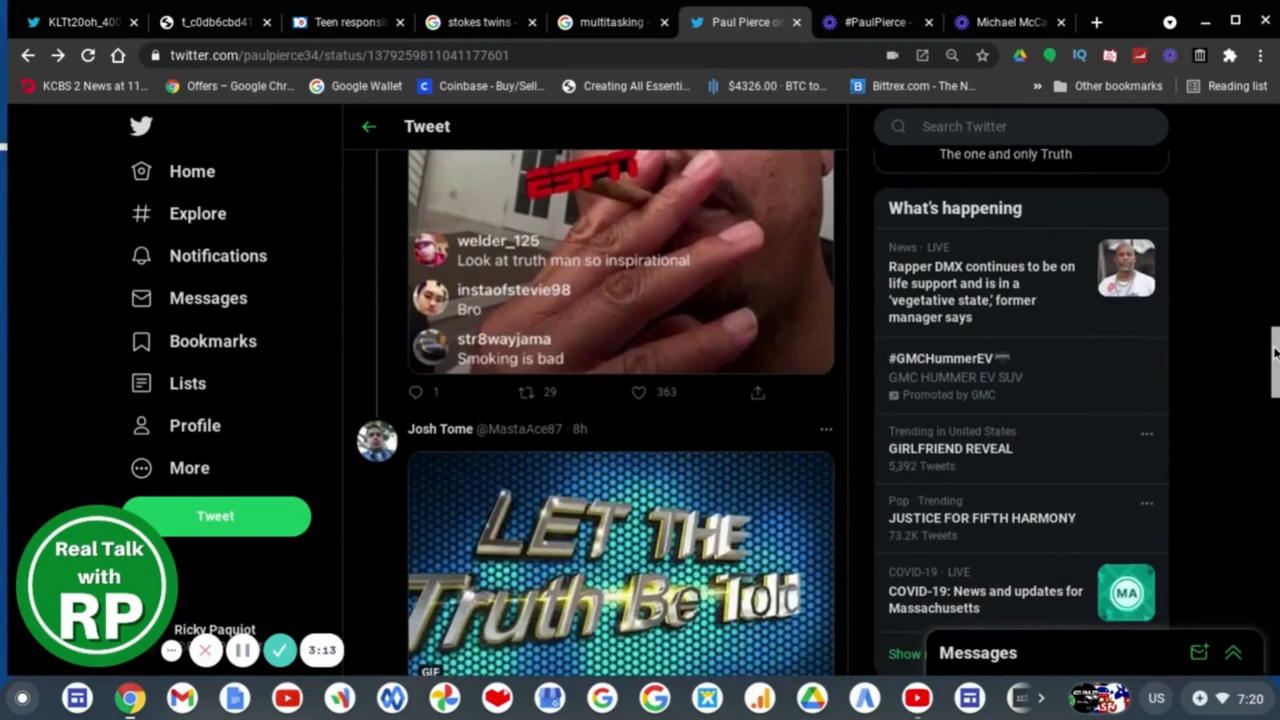 KLTt20oh_400
t_c0db6cbd41
Teen responsi
stokes twins -
multitasking -
Paul Pierce on
#PaulPierce -
Michael McCa
twitter.com/paulpierce34/status/1379259811041177601
KCBS 2 News at 11...
Offers – Google Chr...
Google Wallet
Coinbase - Buy/Sell...
Creating All Essenti...
$4326.00 · BTC to...
Bittrex.com - The N...
»
Other bookmarks
Reading list
Home
Explore
Notifications
Messages
Bookmarks
Lists
Profile
More
Tweet
Real Talk
with
RP
Ricky Paquiot
3:13
Tweet
ESPN
welder_125
Look at truth man so inspirational
instaofstevie98
Bro
str8wayjama
Smoking is bad
1
29
363
Josh Tome @MastaAce87 · 8h
LET THE
Truth Be Told
GIF
Search Twitter
The one and only Truth
What's happening
News · LIVE
Rapper DMX continues to be on
life support and is in a
'vegetative state,' former
manager says
#GMCHummerEV
GMC HUMMER EV SUV
Promoted by GMC
Trending in United States
GIRLFRIEND REVEAL
5,392 Tweets
Pop · Trending
JUSTICE FOR FIFTH HARMONY
73.2K Tweets
COVID-19 · LIVE
COVID-19: News and updates for
Massachusetts
MA
Show
Messages
US
7:20